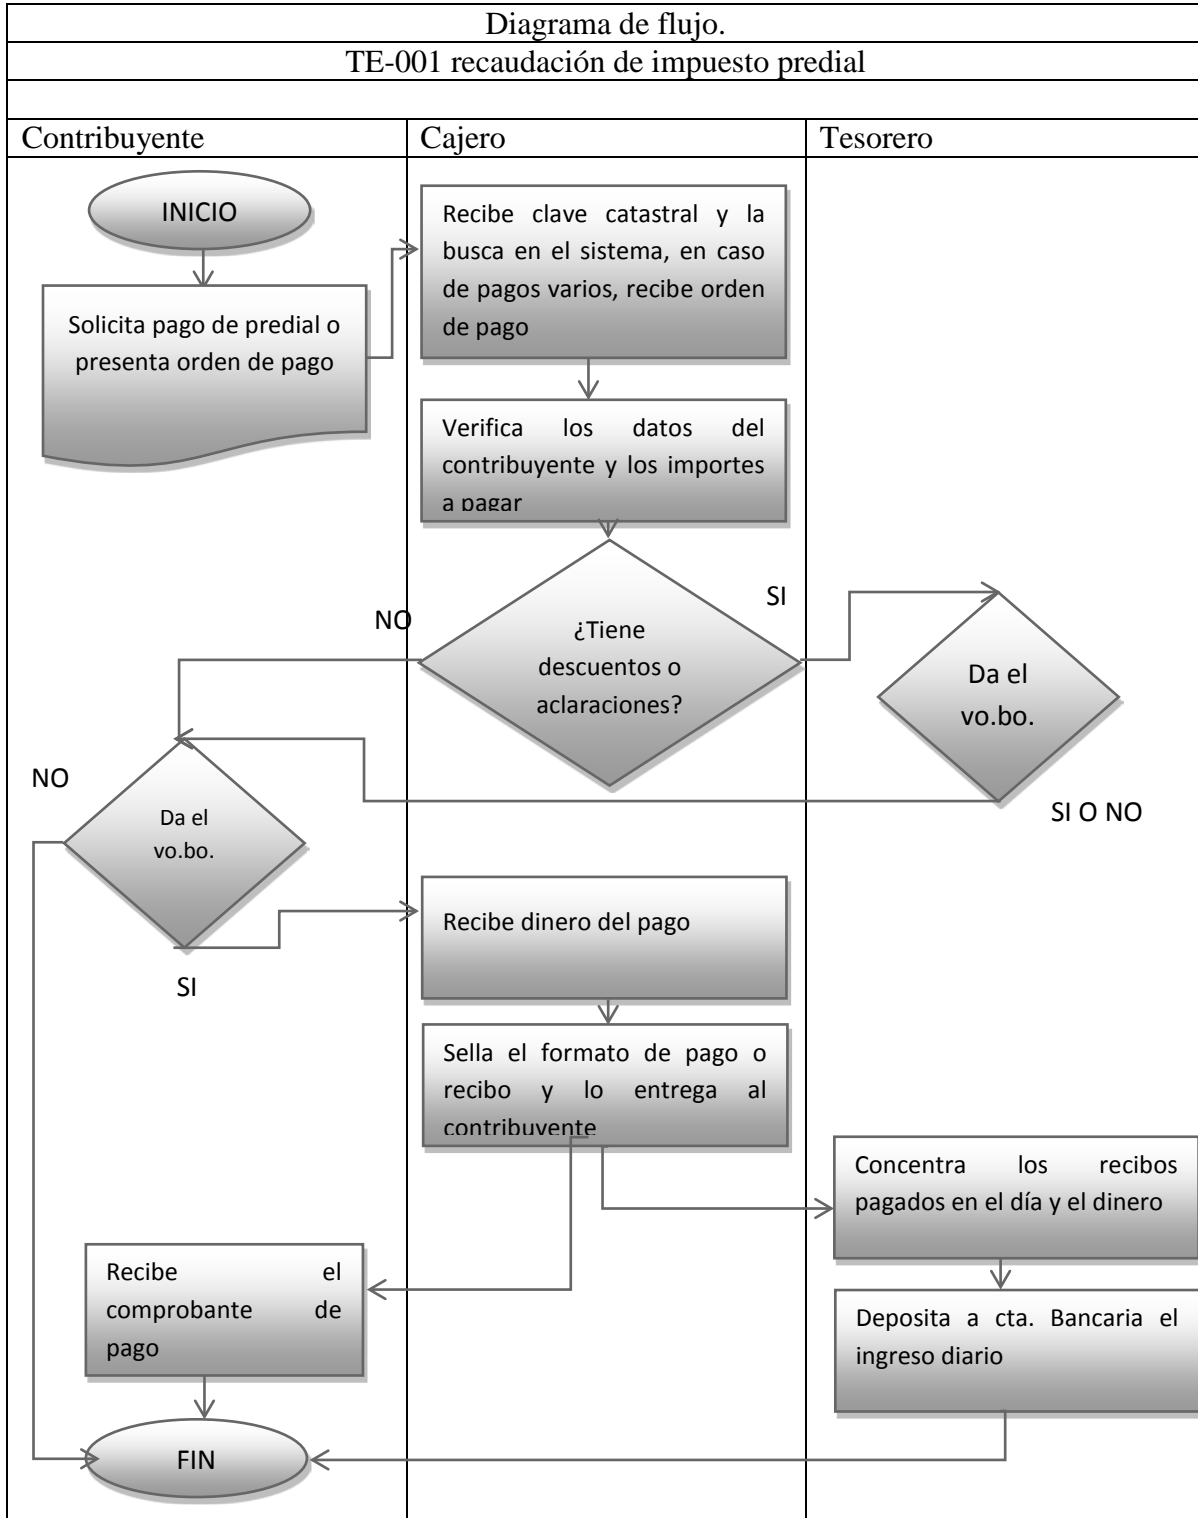 Diagrama de flujo.
TE-001 recaudación de impuesto predial
Contribuyente
Cajero
Tesorero
INICIO
Solicita pago de predial o
presenta orden de pago
Recibe clave catastral y la
busca en el sistema, en caso
de pagos varios, recibe orden
de pago
Verifica los datos del
contribuyente y los importes
a pagar
¿Tiene
descuentos o
aclaraciones?
NO
SI
Da el
vo.bo.
SI O NO
NO
Da el
vo.bo.
SI
Recibe dinero del pago
Sella el formato de pago o
recibo y lo entrega al
contribuyente
Concentra los recibos
pagados en el día y el dinero
Recibe el
comprobante de
pago
Deposita a cta. Bancaria el
ingreso diario
FIN